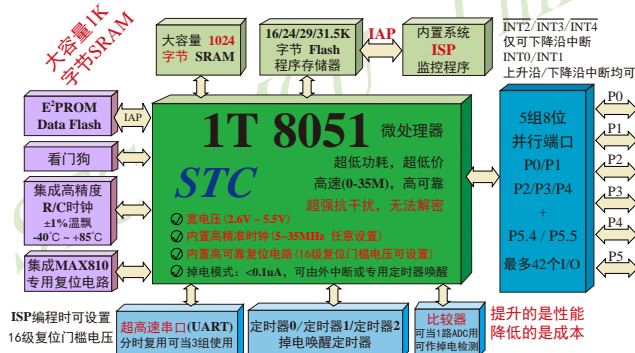 大容量1K
字节SRAM
大容量 1024
字节 SRAM
16/24/29/31.5K
字节 Flash
程序存储器
IAP
内置系统
ISP
监控程序
INT2/INT3/INT4
仅可下降沿中断
INT0/INT1
上升沿/下降沿中断均可
E²PROM
Data Flash
IAP
看门狗
集成高精度
R/C时钟
±1%温飘
-40℃ ~ +85℃
集成MAX810
专用复位电路
ISP编程时可设置
16级复位门槛电压
1T 8051 微处理器
STC
超低功耗，超低价
高速(0-35M)，高可靠
超强抗干扰，无法解密
宽电压(2.6V ~ 5.5V)
内置高精准时钟(5~35MHz 任意设置)
内置高可靠复位电路(16级复位门槛电压可设置)
掉电模式：<0.1uA，可由外中断或专用定时器唤醒
5组8位
并行端口
P0/P1
P2/P3/P4
+
P5.4 / P5.5
最多42个I/O
P0
P1
P2
P3
P4
P5
超高速串口(UART)
分时复用可当3组使用
定时器0/定时器1/定时器2
掉电唤醒定时器
比较器
可当1路ADC用
可作掉电检测
提升的是性能
降低的是成本